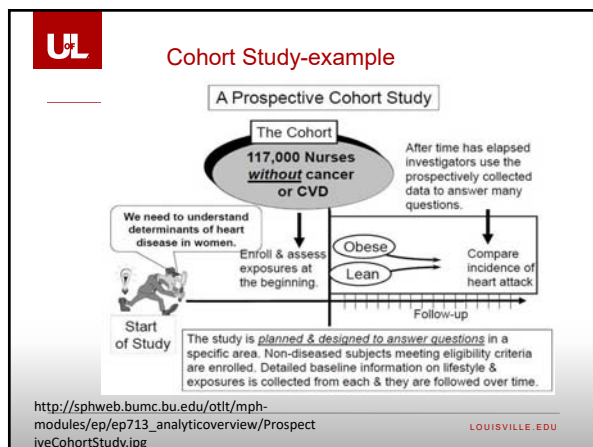 UofL
Cohort Study-example
A Prospective Cohort Study
The Cohort
117,000 Nurses
without cancer
or CVD
After time has elapsed
investigators use the
prospectively collected
data to answer many
questions.
We need to understand
determinants of heart
disease in women.
Enroll & assess
exposures at
the beginning.
Obese
Lean
Compare
incidence of
heart attack
Follow-up
Start
of Study
The study is planned & designed to answer questions in a
specific area. Non-diseased subjects meeting eligibility criteria
are enrolled. Detailed baseline information on lifestyle &
exposures is collected from each & they are followed over time.
http://sphweb.bumc.bu.edu/otlt/mph-
modules/ep/ep713_analyticoverview/Prospect
iveCohortStudy.jpg
LOUISVILLE.EDU